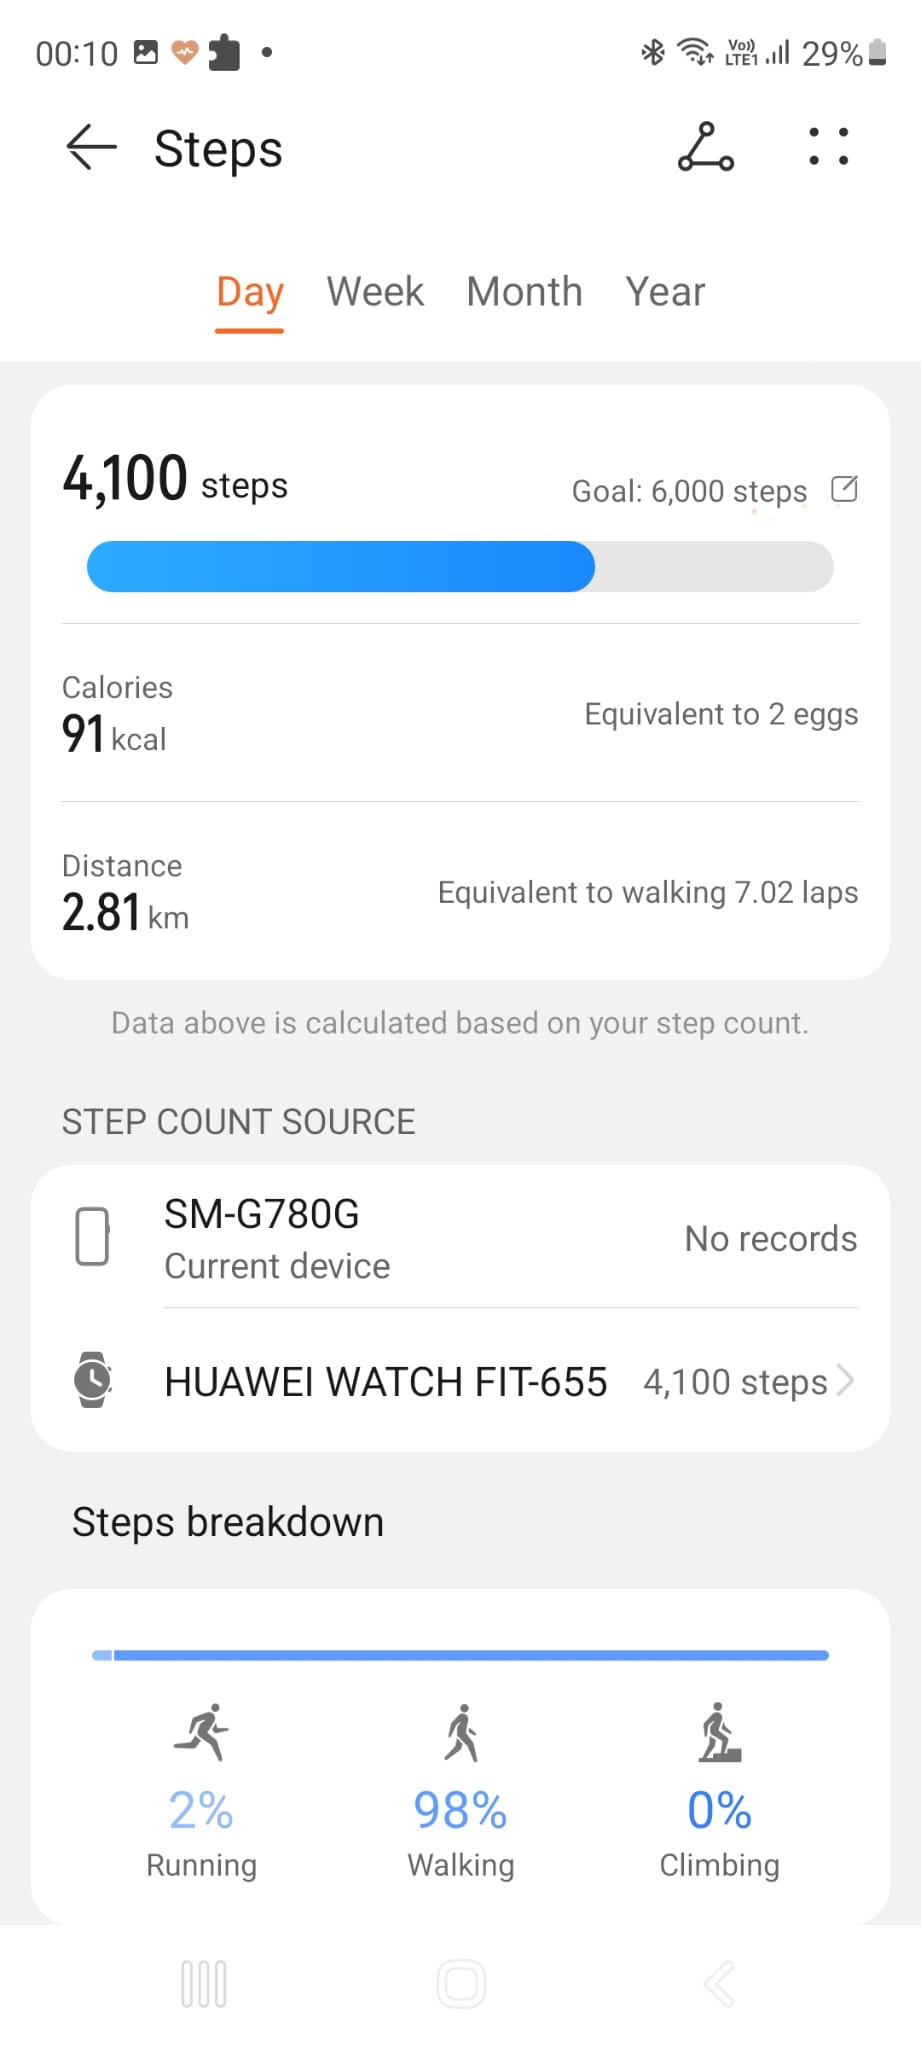 00:10 Vo)) LTE1 29%
Steps
Day Week Month Year
4,100 steps Goal: 6,000 steps
Calories
91 kcal Equivalent to 2 eggs
Distance
2.81 km Equivalent to walking 7.02 laps
Data above is calculated based on your step count.
STEP COUNT SOURCE
SM-G780G
Current device No records
HUAWEI WATCH FIT-655 4,100 steps
Steps breakdown
2% 98% 0%
Running Walking Climbing